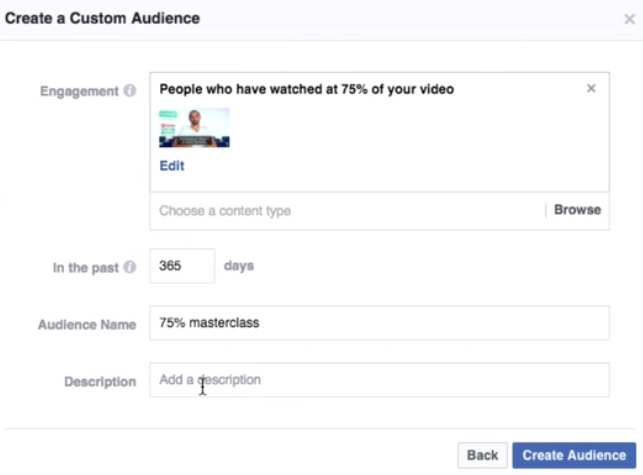 Create a Custom Audience
Engagement
People who have watched at 75% of your video
Edit
Choose a content type
Browse
In the past
365
days
Audience Name
75% masterclass
Description
Add a description
Back
Create Audience